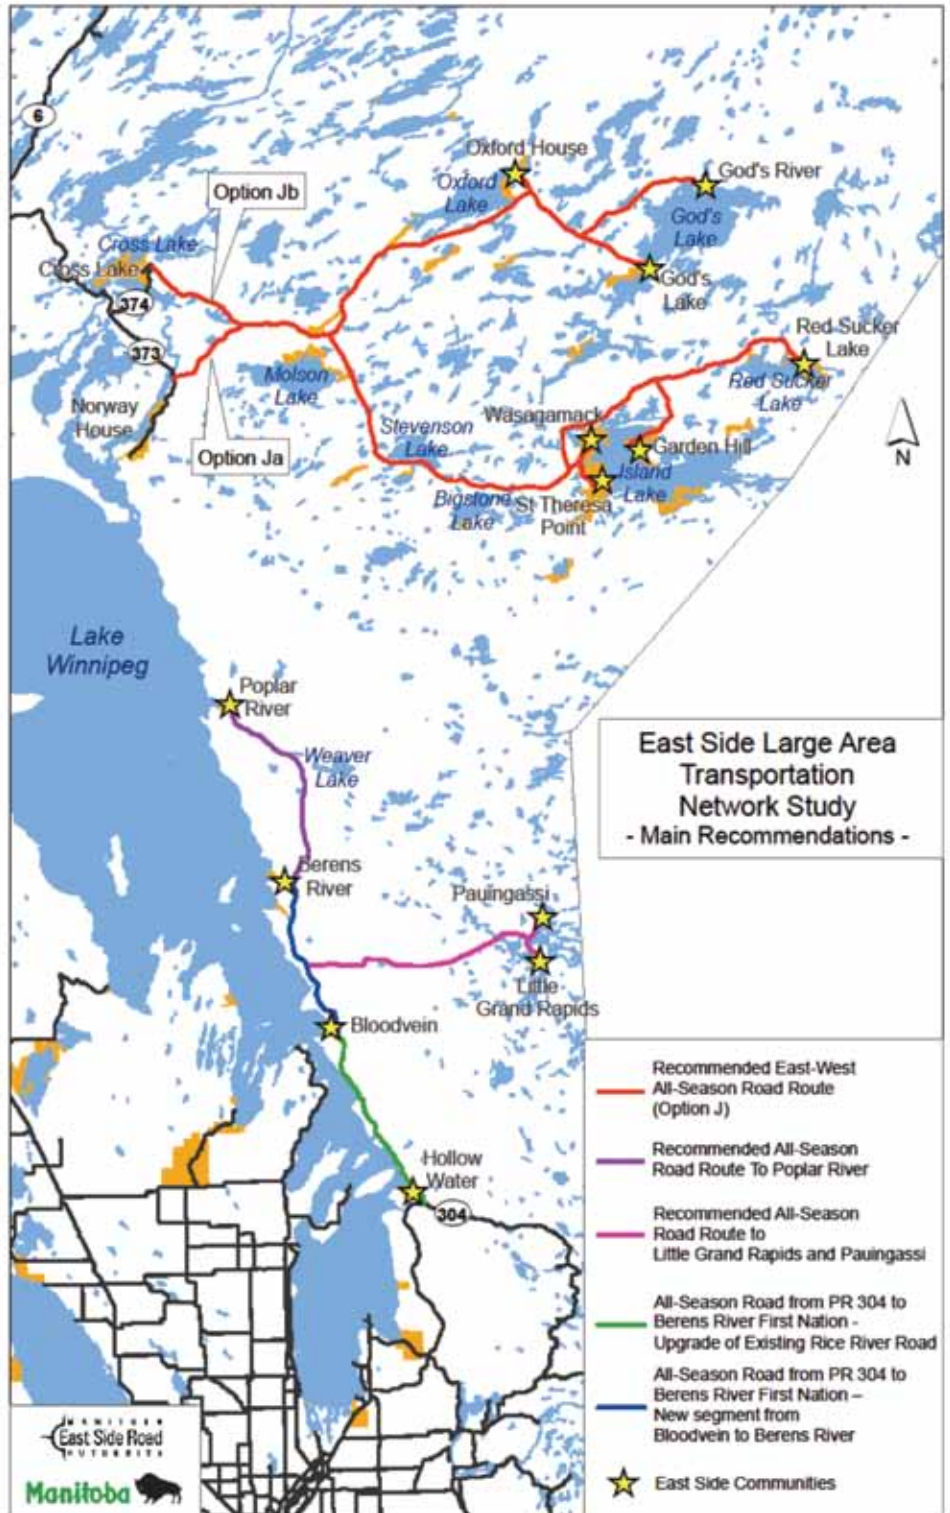 6
Oxford House
God's River
Option Jb
Oxford
Lake
God's
Lake
Cross Lake
Cross Lake
God's
Lake
374
373
Red Sucker
Lake
Molson
Lake
Red Sucker
Lake
Norway
House
Wasagamack
Stevenson
Lake
Garden Hill
Option Ja
N
Island
Lake
Bigstone
Lake
St Theresa
Point
Lake
Winnipeg
Poplar
River
Weaver
Lake
East Side Large Area
Transportation
Network Study
- Main Recommendations -
Berens
River
Pauingassi
Little
Grand Rapids
Bloodvein
Hollow
Water
304
Recommended East-West
All-Season Road Route
(Option J)
Recommended All-Season
Road Route To Poplar River
Recommended All-Season
Road Route to
Little Grand Rapids and Pauingassi
All-Season Road from PR 304 to
Berens River First Nation -
Upgrade of Existing Rice River Road
All-Season Road from PR 304 to
Berens River First Nation –
New segment from
Bloodvein to Berens River
East Side Communities
MANITOBA
East Side Road
AUTHORITY
Manitoba